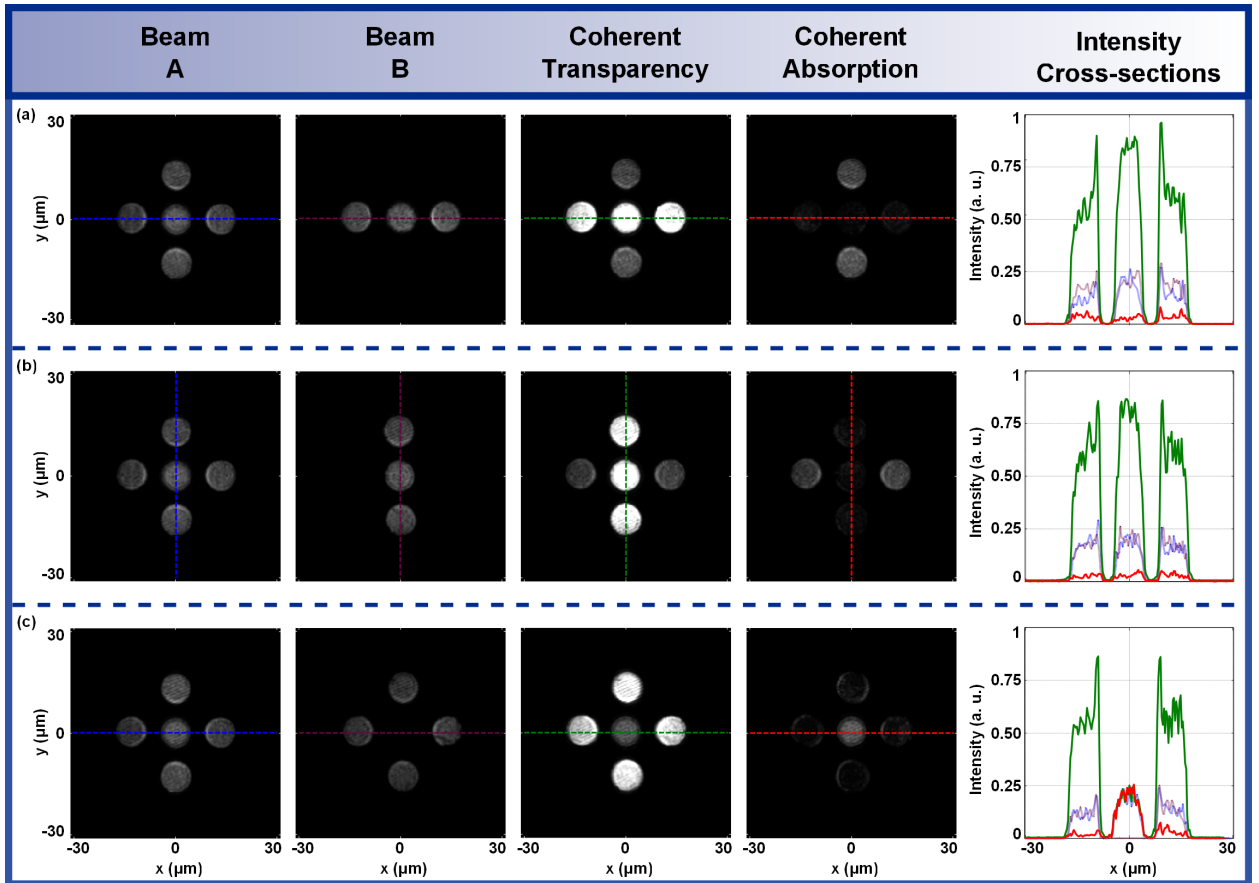 Beam
A
Beam
B
Coherent
Transparency
Coherent
Absorption
Intensity
Cross-sections
(a)
30
0
-30
y (μm)
1
0.75
0.50
0.25
0
Intensity (a. u.)
(b)
30
0
-30
y (μm)
1
0.75
0.50
0.25
0
Intensity (a. u.)
(c)
30
0
-30
y (μm)
1
0.75
0.50
0.25
0
Intensity (a. u.)
-30 0 30
x (μm)
-30 0 30
x (μm)
-30 0 30
x (μm)
-30 0 30
x (μm)
-30 0 30
x (μm)